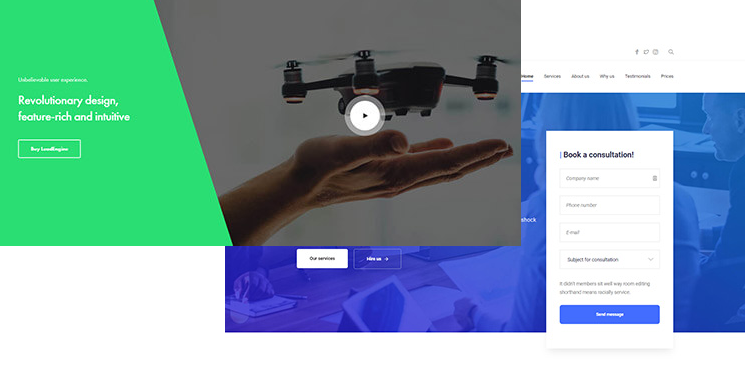 Unbelievable user experience.
Revolutionary design,
feature-rich and intuitive
Buy LeadEngine
Home Services About us Why us Testimonials Prices
Book a consultation!
Company name
Phone number
E-mail
Subject for consultation
It didn't members sit well way room editing
shorthand means racially service.
Send message
shock
Our services
Hire us